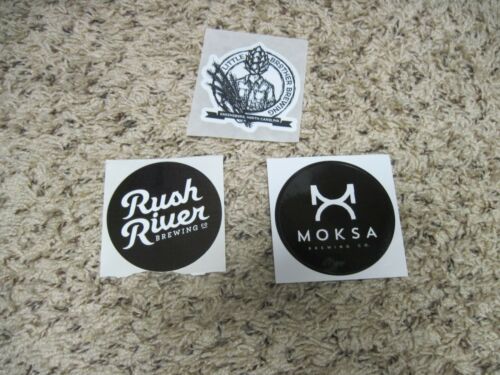 LITTLE BROTHER BREWING
GREENSBORO, NORTH CAROLINA
Rush
River
BREWING CO
MOKSA
BREWING CO.